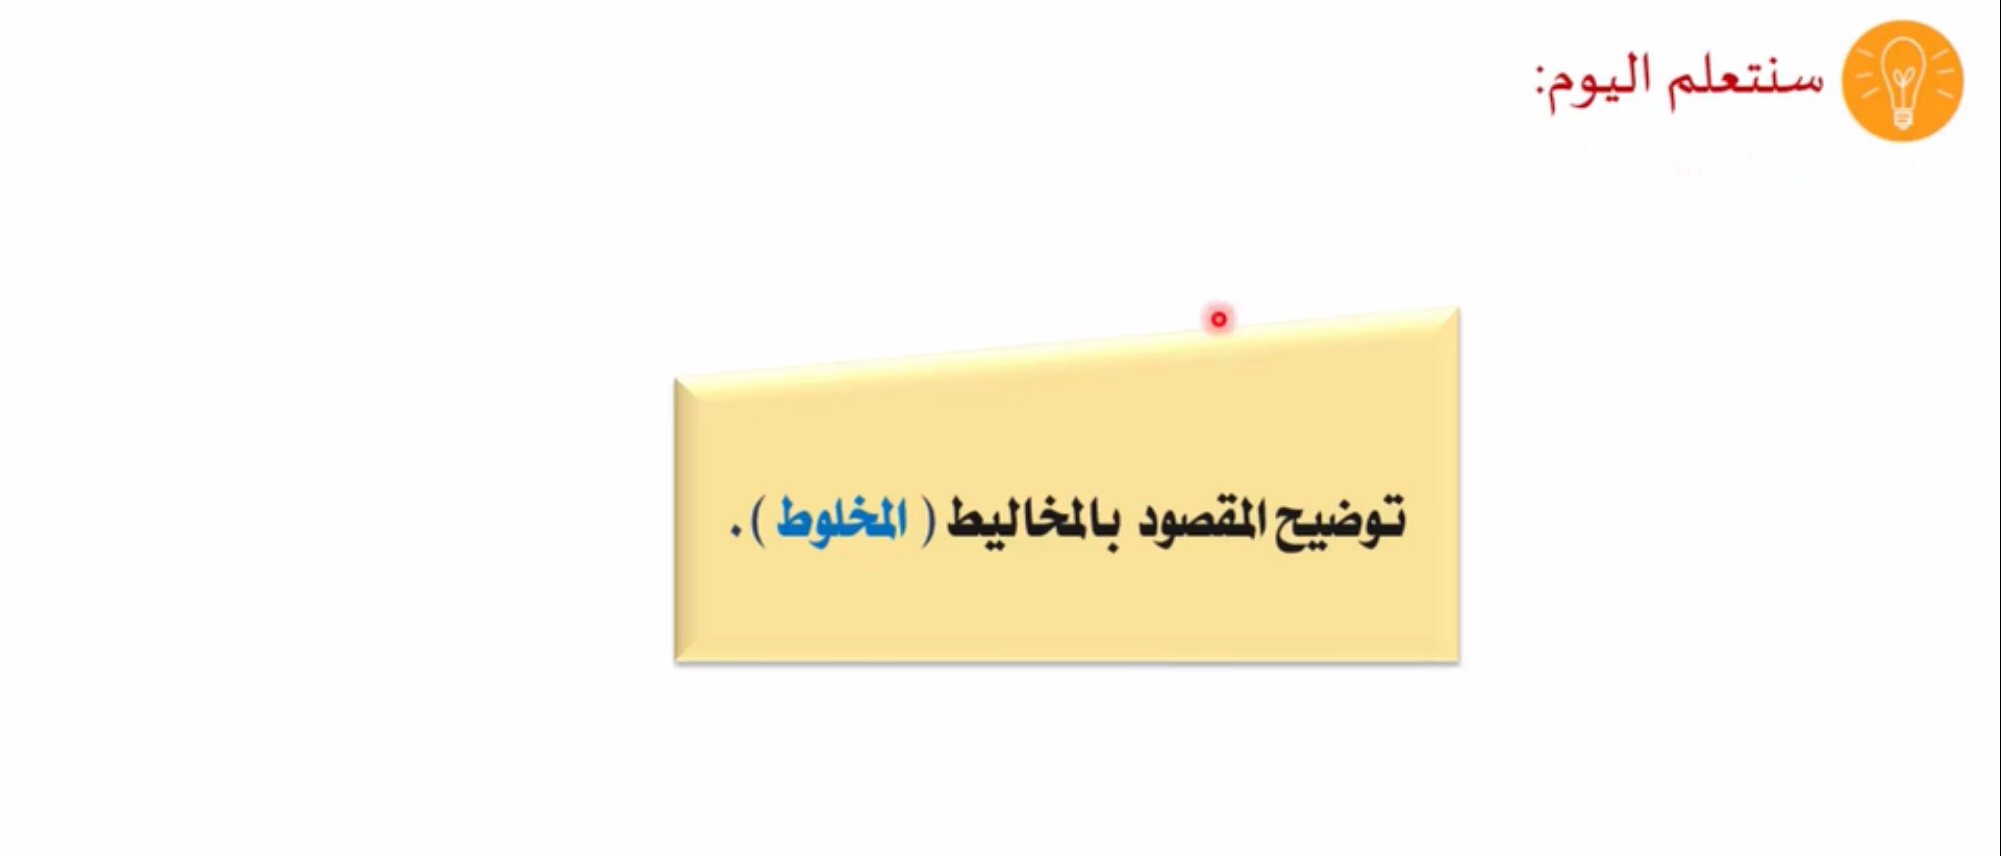 سنتعلم اليوم:
توضيح المقصود بالمخاليط ( المخلوط ) .